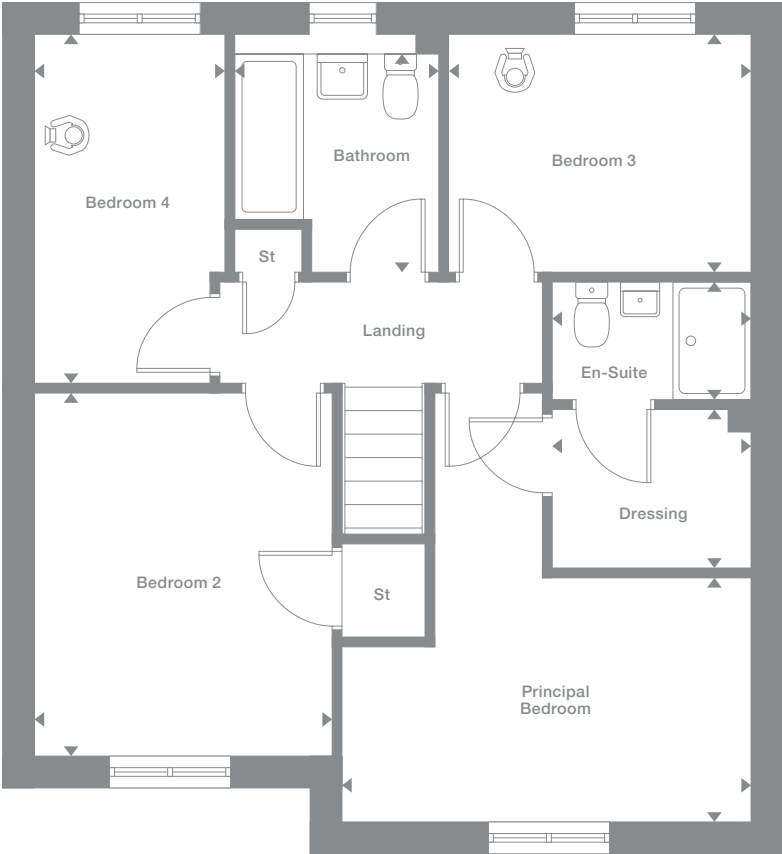 Bathroom
Bedroom 3
Bedroom 4
St
Landing
En-Suite
Dressing
Bedroom 2
St
Principal
Bedroom